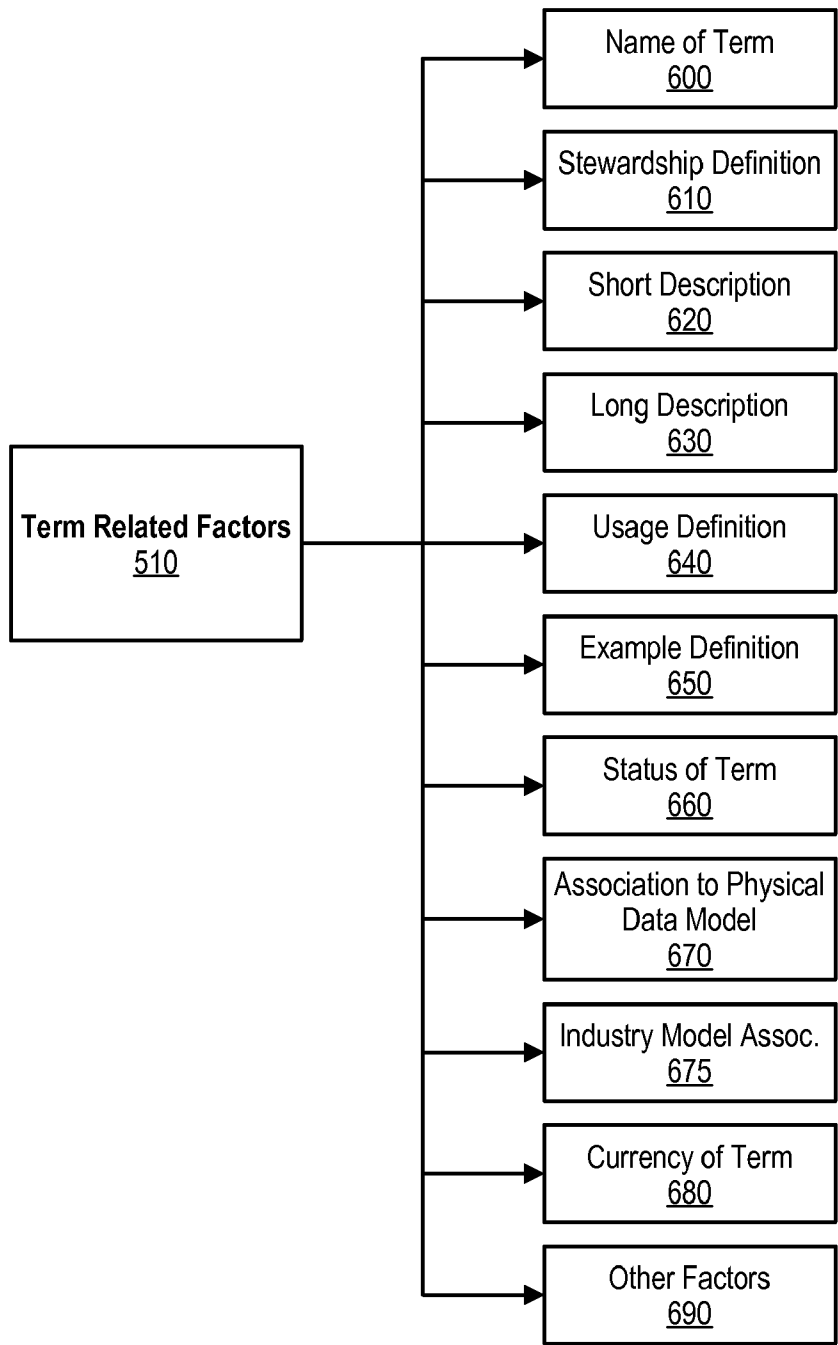 Name of Term
600
Stewardship Definition
610
Short Description
620
Long Description
630
Term Related Factors
510
Usage Definition
640
Example Definition
650
Status of Term
660
Association to Physical
Data Model
670
Industry Model Assoc.
675
Currency of Term
680
Other Factors
690